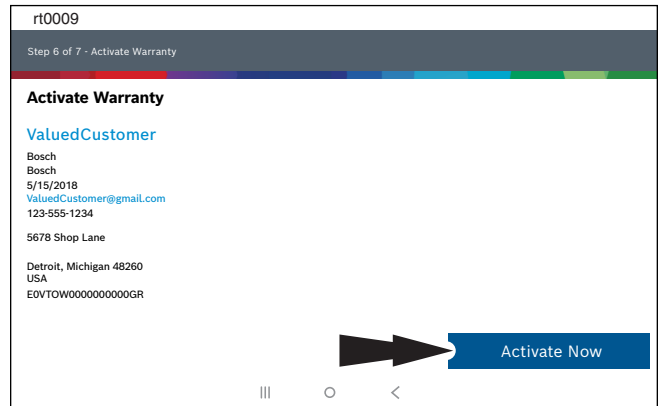 rt0009
Step 6 of 7 - Activate Warranty
Activate Warranty
ValuedCustomer
Bosch
Bosch
5/15/2018
ValuedCustomer@gmail.com
123-555-1234
5678 Shop Lane
Detroit, Michigan 48260
USA
E0VTOW0000000000GR
Activate Now